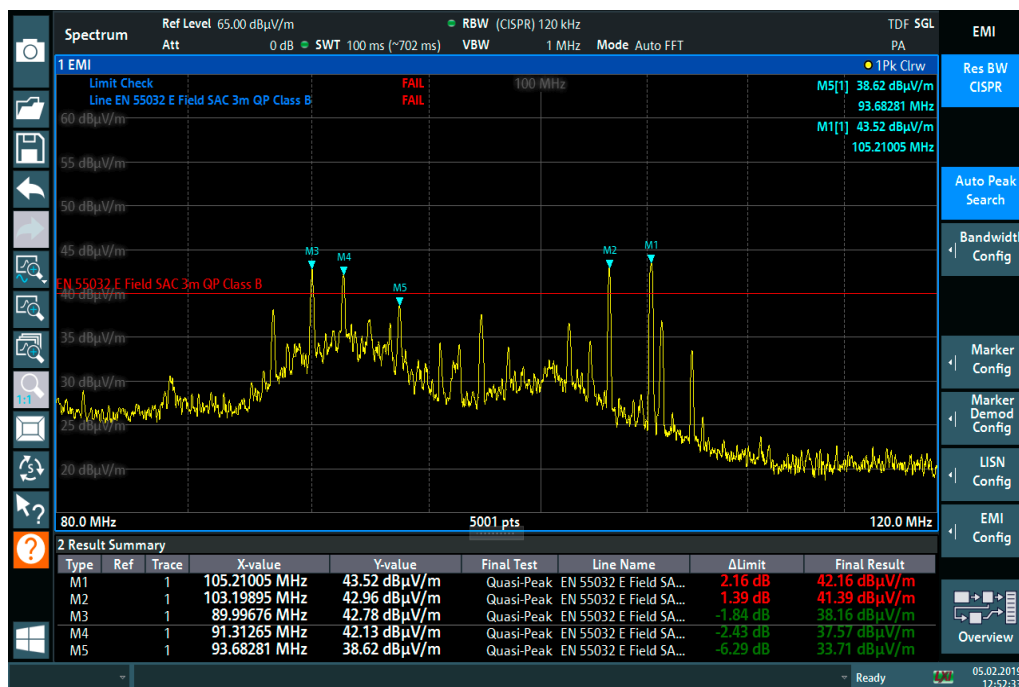 Spectrum
Ref Level 65.00 dBµV/m RBW (CISPR) 120 kHz TDF SGL
Att 0 dB SWT 100 ms (~702 ms) VBW 1 MHz Mode Auto FFT PA
EMI
1 EMI 1Pk Clrw
Limit Check FAIL 100 MHz M5[1] 38.62 dBµV/m
Line EN 55032 E Field SAC 3m QP Class B FAIL 93.68281 MHz
60 dBµV/m M1[1] 43.52 dBµV/m
105.21005 MHz
55 dBµV/m
50 dBµV/m
45 dBµV/m
M3 M4 M5 M2 M1
EN 55032 E Field SAC 3m QP Class B
40 dBµV/m
35 dBµV/m
30 dBµV/m
25 dBµV/m
20 dBµV/m
80.0 MHz 5001 pts 120.0 MHz
2 Result Summary
Type Ref Trace X-value Y-value Final Test Line Name ΔLimit Final Result
M1 1 105.21005 MHz 43.52 dBµV/m Quasi-Peak EN 55032 E Field SA... 2.16 dB 42.16 dBµV/m
M2 1 103.19895 MHz 42.96 dBµV/m Quasi-Peak EN 55032 E Field SA... 1.39 dB 41.39 dBµV/m
M3 1 89.99676 MHz 42.78 dBµV/m Quasi-Peak EN 55032 E Field SA... -1.84 dB 38.16 dBµV/m
M4 1 91.31265 MHz 42.13 dBµV/m Quasi-Peak EN 55032 E Field SA... -2.43 dB 37.57 dBµV/m
M5 1 93.68281 MHz 38.62 dBµV/m Quasi-Peak EN 55032 E Field SA... -6.29 dB 33.71 dBµV/m
Res BW
CISPR
Auto Peak
Search
Bandwidth
Config
Marker
Config
Marker
Demod
Config
LISN
Config
EMI
Config
Overview
1:1
Ready
05.02.2019
12:52:33